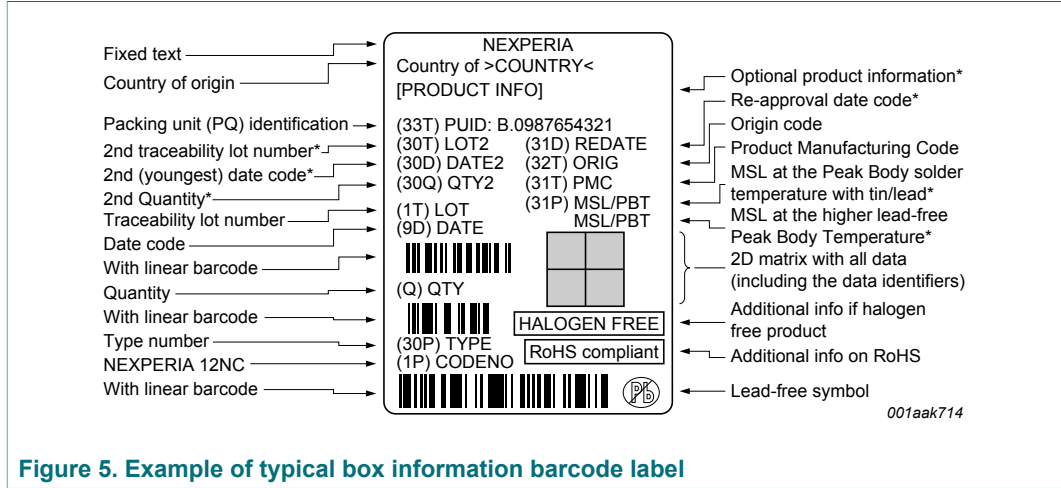 Fixed text
Country of origin
Packing unit (PQ) identification
2nd traceability lot number*
2nd (youngest) date code*
2nd Quantity*
Traceability lot number
Date code
With linear barcode
Quantity
With linear barcode
Type number
NEXPERIA 12NC
With linear barcode
NEXPERIA
Country of >COUNTRY<
[PRODUCT INFO]
(33T) PUID: B.0987654321
(30T) LOT2 (31D) REDATE
(30D) DATE2 (32T) ORIG
(30Q) QTY2 (31T) PMC
(31P) MSL/PBT
(1T) LOT MSL/PBT
(9D) DATE
(Q) QTY
HALOGEN FREE
(30P) TYPE
RoHS compliant
(1P) CODENO
Pb
Optional product information*
Re-approval date code*
Origin code
Product Manufacturing Code
MSL at the Peak Body solder
temperature with tin/lead*
MSL at the higher lead-free
Peak Body Temperature*
2D matrix with all data
(including the data identifiers)
Additional info if halogen
free product
Additional info on RoHS
Lead-free symbol
001aak714
Figure 5. Example of typical box information barcode label